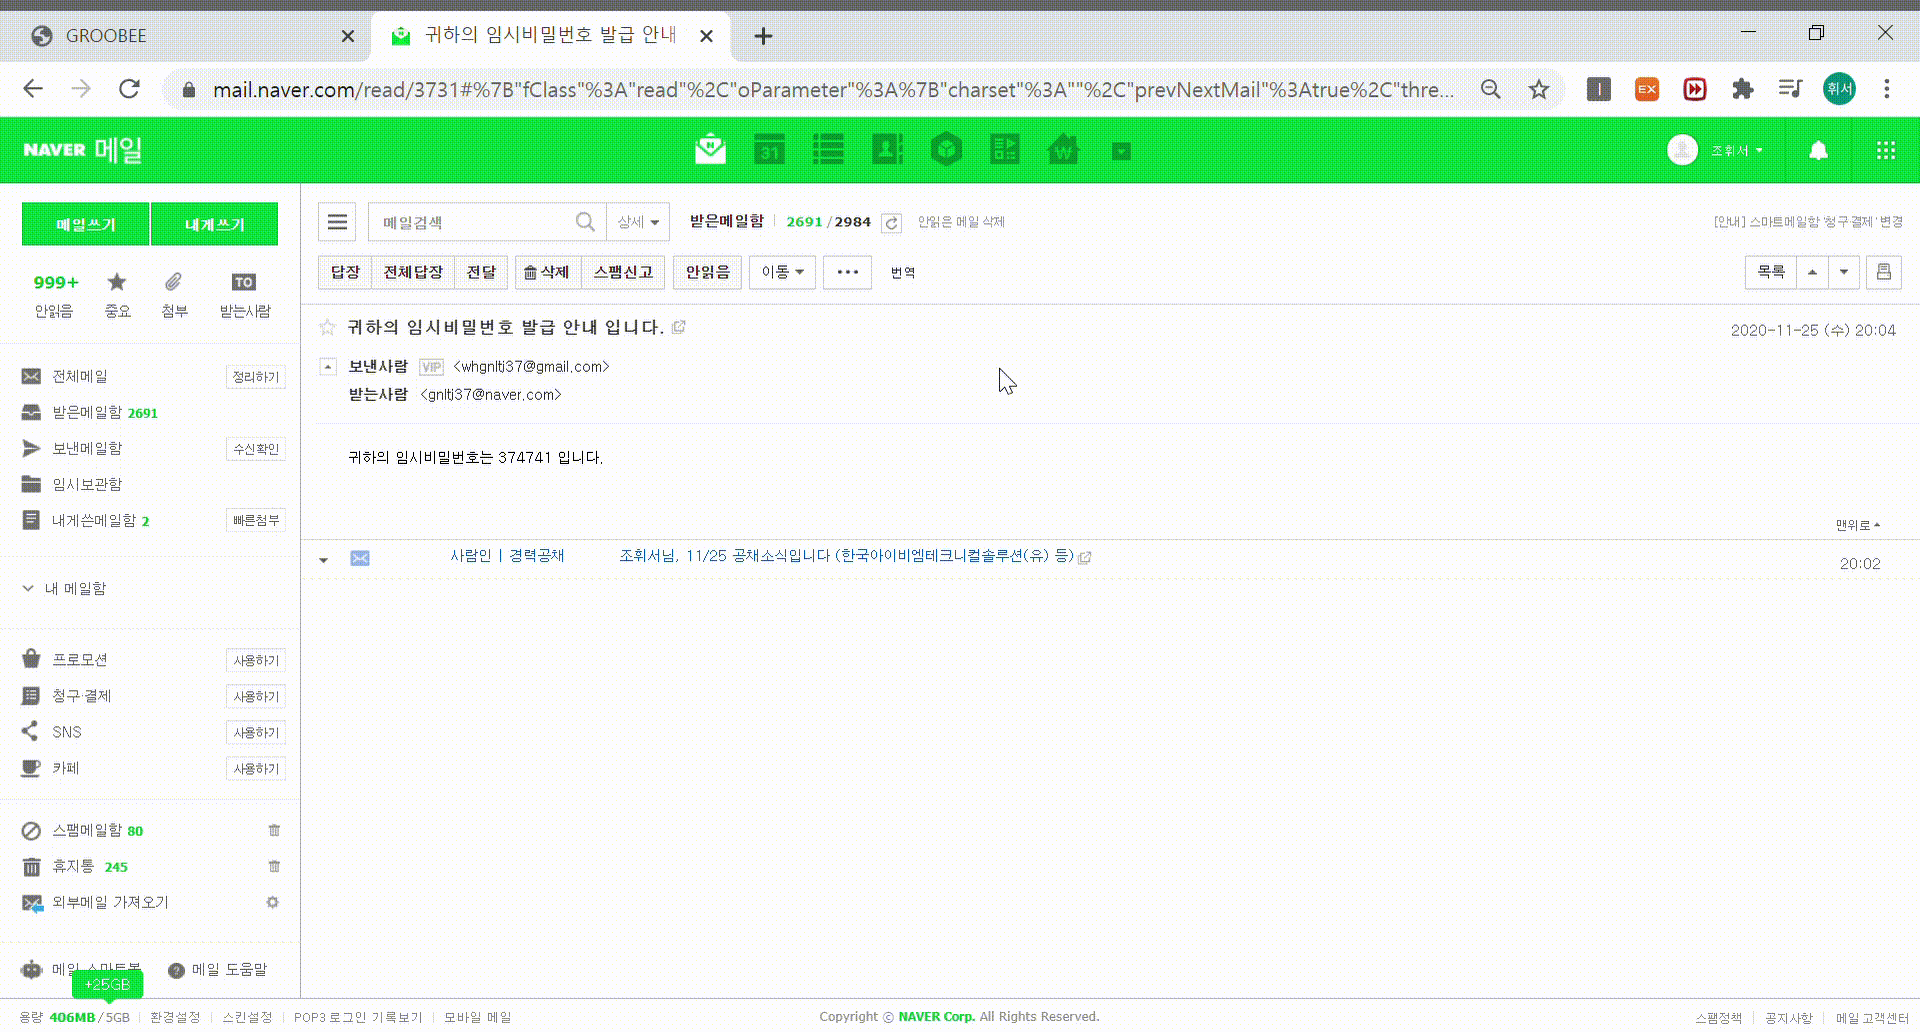 GROOBEE
귀하의 임시비밀번호 발급 안내
mail.naver.com/read/3731#%7B"fClass"%3A"read"%2C"oParameter"%3A%7B"charset"%3A""%2C"prevNextMail"%3Atrue%2C"thre...
EX
휘서
NAVER 메일
31
W
조휘서
메일쓰기 내게쓰기
메일검색 상세 받은메일함 2691/2984 안읽은 메일 삭제 [안내] 스마트메일함 '청구·결제' 변경
답장 전체답장 전달 삭제 스팸신고 안읽음 이동 ••• 번역 목록
999+ TO
안읽음 중요 첨부 받는사람
귀하의 임시비밀번호 발급 안내 입니다. 2020-11-25 (수) 20:04
보낸사람 VIP <whgnltj37@gmail.com>
받는사람 <gnltj37@naver.com>
귀하의 임시비밀번호는 374741 입니다.
맨위로
사람인 | 경력공채 조휘서님, 11/25 공채소식입니다 (한국아이비엠테크니컬솔루션(유) 등) 20:02
전체메일 정리하기
받은메일함 2691
보낸메일함 수신확인
임시보관함
내게쓴메일함 2 빠른첨부
내 메일함
프로모션 사용하기
청구·결제 사용하기
SNS 사용하기
카페 사용하기
스팸메일함 80
휴지통 245
외부메일 가져오기
메일 스마트봇 메일 도움말
+25GB
용량 406MB/5GB 환경설정 스킨설정 POP3 로그인 기록보기 모바일 메일 Copyright © NAVER Corp. All Rights Reserved. 스팸정책 공지사항 메일 고객센터